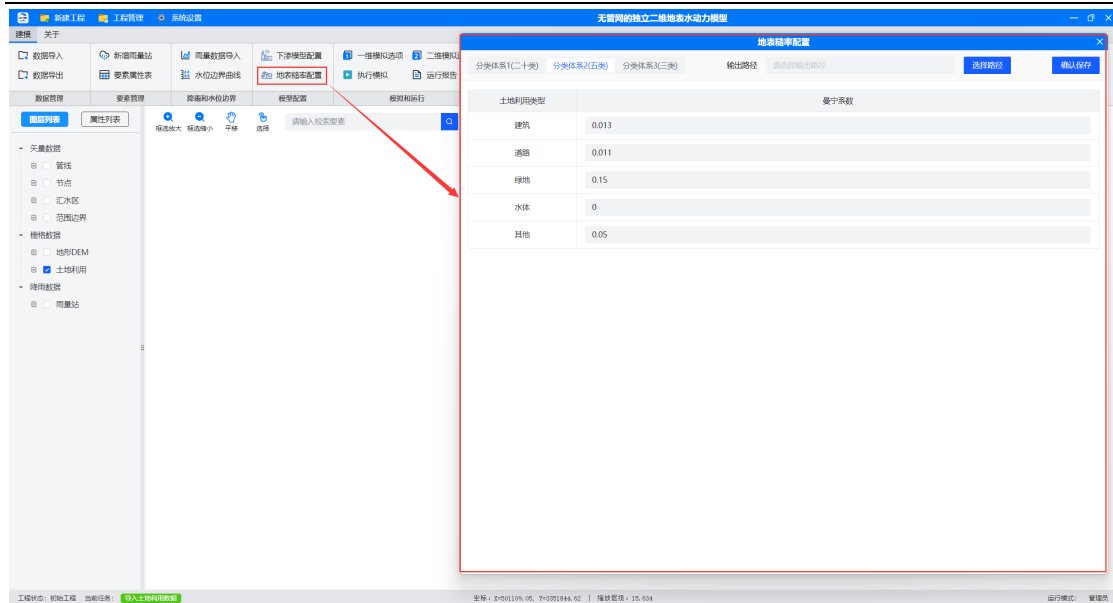 新建工程 工程管理 系统设置 无管网的独立二维地表水动力模型
建模 关于
数据导入 新增雨量站 雨量数据导入 下渗模型配置 一维模拟选项 二维模拟
数据导出 要素属性表 水位边界曲线 地表糙率配置 执行模拟 运行报告
数据管理 要素管理 降雨和水位边界 模型配置 模拟和运行
图层列表 属性列表 框选放大 框选缩小 平移 选择 请输入检索要素
矢量数据
管线
节点
汇水区
范围边界
栅格数据
地形DEM
土地利用
降雨数据
雨量站
地表糙率配置
分类体系1(二十类) 分类体系2(五类) 分类体系3(三类) 输出路径 请选择输出路径 选择路径 确认保存
土地利用类型 曼宁系数
建筑 0.013
道路 0.011
绿地 0.15
水体 0
其他 0.05
工程状态: 初始工程 当前任务: 导入土地利用数据 坐标: X=501109.05, Y=3351844.62 | 缩放层级: 15.634 运行模式: 管理员